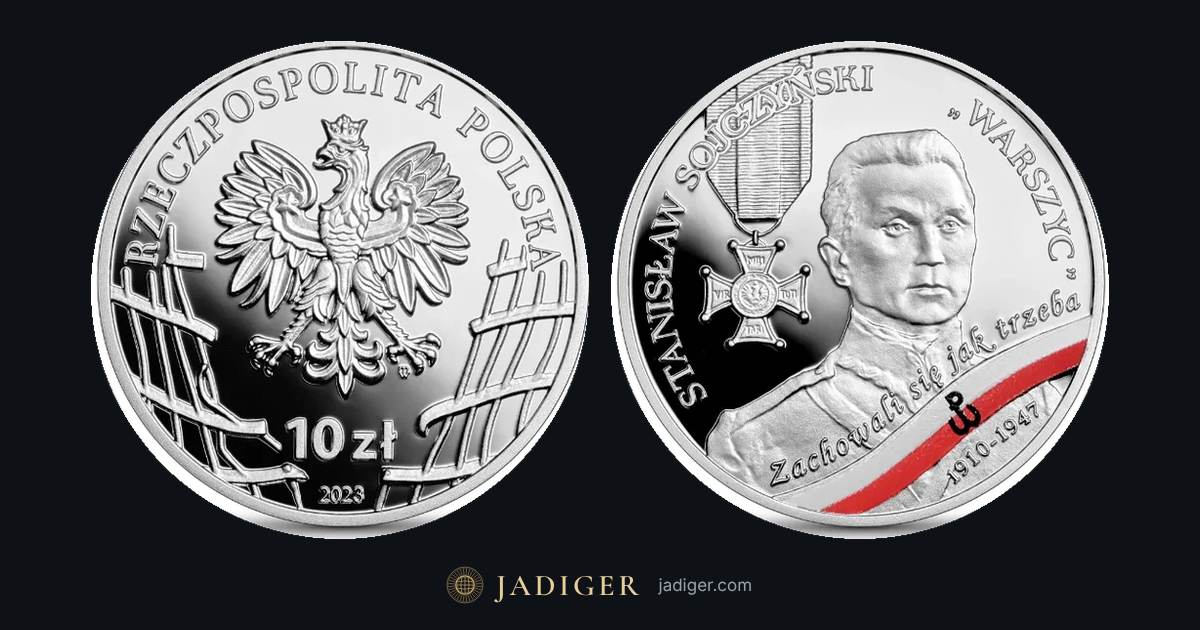 RZECZPOSPOLITA POLSKA
10 zł
2023
STANISŁAW SOJCZYŃSKI
„WARSZYC”
Zachowali się jak trzeba
1910-1947
JADIGER
jadiger.com